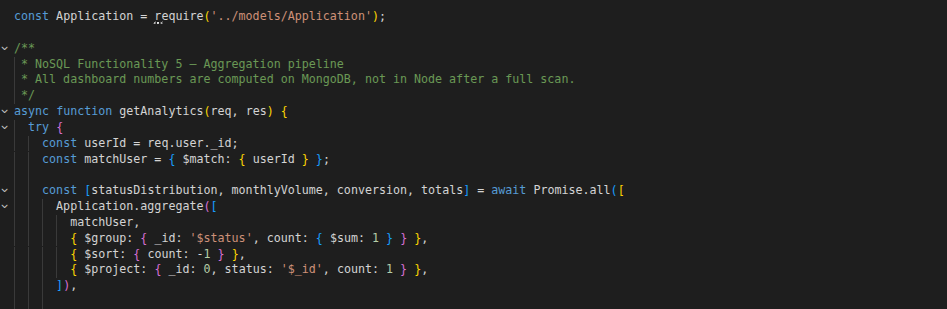 const Application = require('../models/Application');
/**
 * NoSQL Functionality 5 — Aggregation pipeline
 * All dashboard numbers are computed on MongoDB, not in Node after a full scan.
 */
async function getAnalytics(req, res) {
  try {
    const userId = req.user._id;
    const matchUser = { $match: { userId } };
    const [statusDistribution, monthlyVolume, conversion, totals] = await Promise.all([
      Application.aggregate([
        matchUser,
        { $group: { _id: '$status', count: { $sum: 1 } } },
        { $sort: { count: -1 } },
        { $project: { _id: 0, status: '$_id', count: 1 } },
      ]),